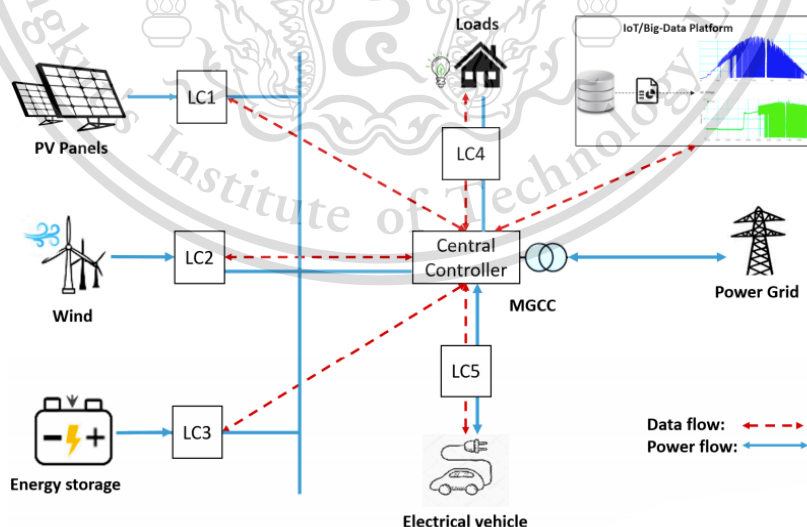 Loads
IoT/Big-Data Platform
LC1
PV Panels
LC4
Institute of Technology
Central
Controller
LC2
MGCC
Power Grid
Wind
LC5
LC3
Data flow:
Power flow:
Energy storage
Electrical vehicle